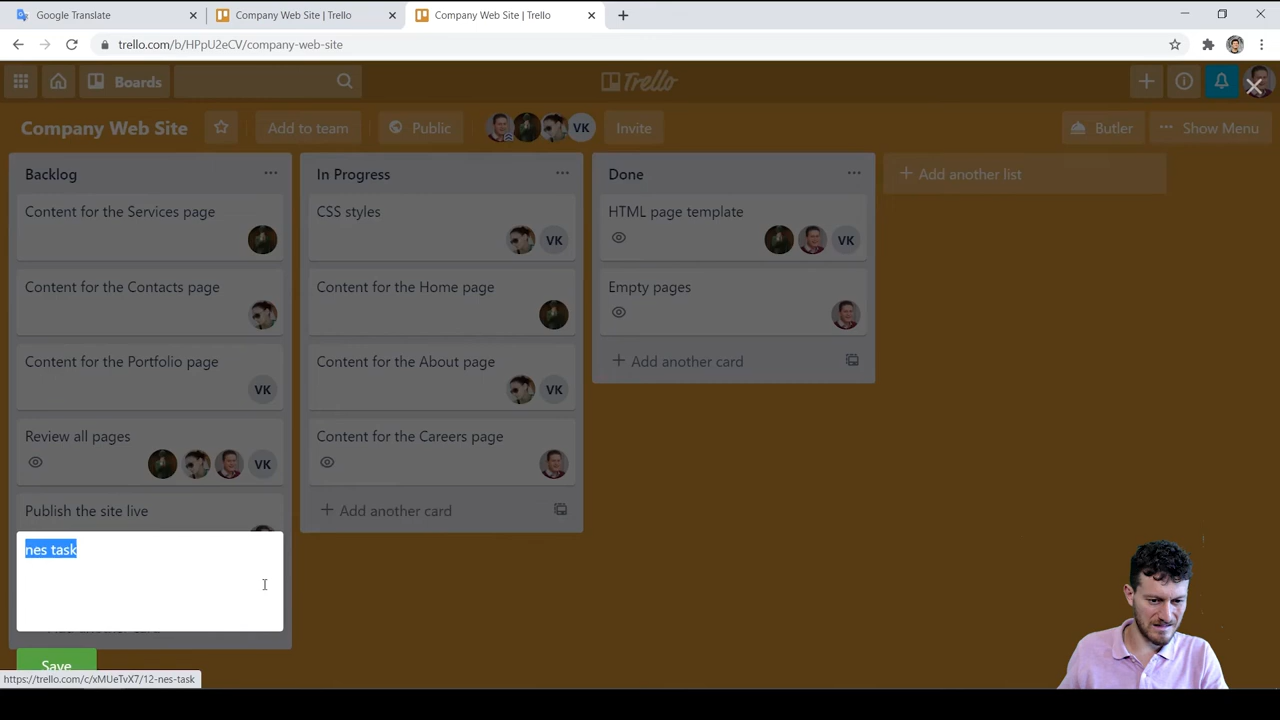 Google Translate
Company Web Site | Trello
Company Web Site | Trello
trello.com/b/HPpU2eCV/company-web-site
Boards
Trello
Company Web Site
Add to team
Public
VK
Invite
Butler
Show Menu
Backlog
Content for the Services page
Content for the Contacts page
Content for the Portfolio page
VK
Review all pages
VK
Publish the site live
nes task
Save
In Progress
CSS styles
VK
Content for the Home page
Content for the About page
VK
Content for the Careers page
Add another card
Done
HTML page template
VK
Empty pages
Add another card
Add another list
https://trello.com/c/xMUeTvX7/12-nes-task